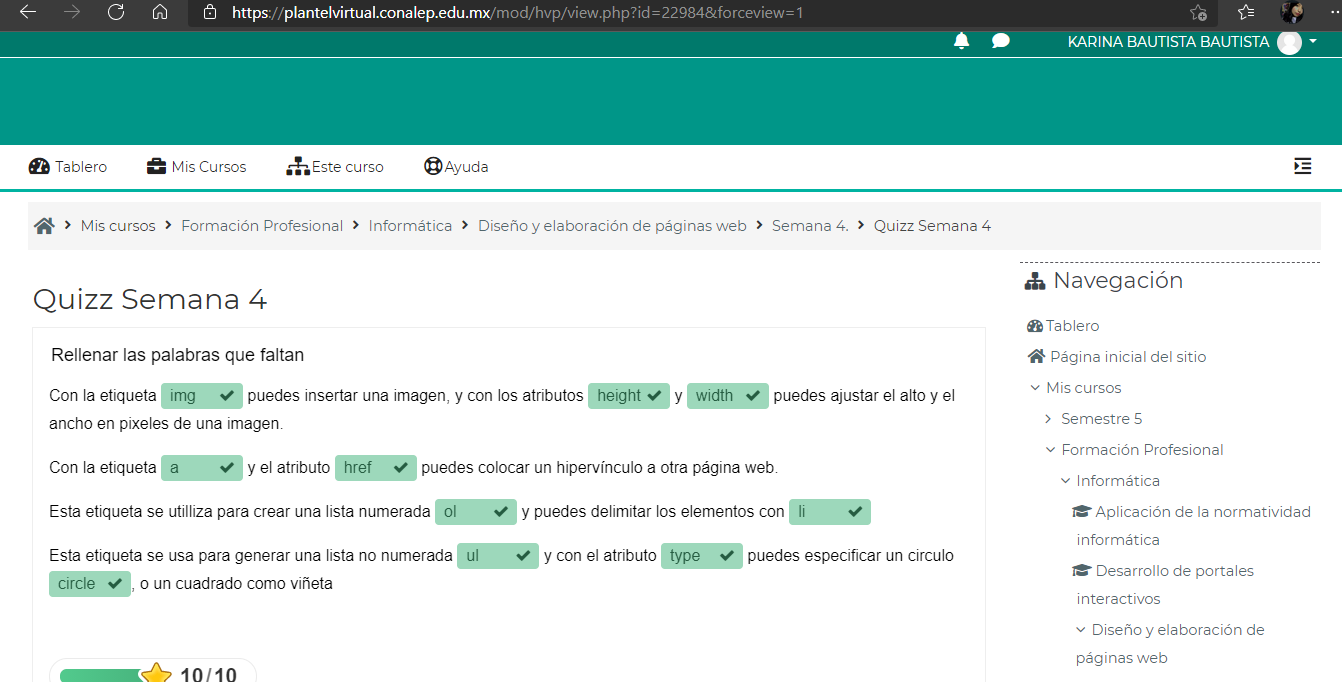 https://plantelvirtual.conalep.edu.mx/mod/hvp/view.php?id=22984&forceview=1
KARINA BAUTISTA BAUTISTA
Tablero Mis Cursos Este curso Ayuda
Mis cursos Formación Profesional Informática Diseño y elaboración de páginas web Semana 4. Quizz Semana 4
Quizz Semana 4
Rellenar las palabras que faltan
Con la etiqueta img puedes insertar una imagen, y con los atributos height y width puedes ajustar el alto y el
ancho en pixeles de una imagen.
Con la etiqueta a y el atributo href puedes colocar un hipervínculo a otra página web.
Esta etiqueta se utilliza para crear una lista numerada ol y puedes delimitar los elementos con li
Esta etiqueta se usa para generar una lista no numerada ul y con el atributo type puedes especificar un circulo
circle , o un cuadrado como viñeta
10/10
Navegación
Tablero
Página inicial del sitio
Mis cursos
Semestre 5
Formación Profesional
Informática
Aplicación de la normatividad
informática
Desarrollo de portales
interactivos
Diseño y elaboración de
páginas web